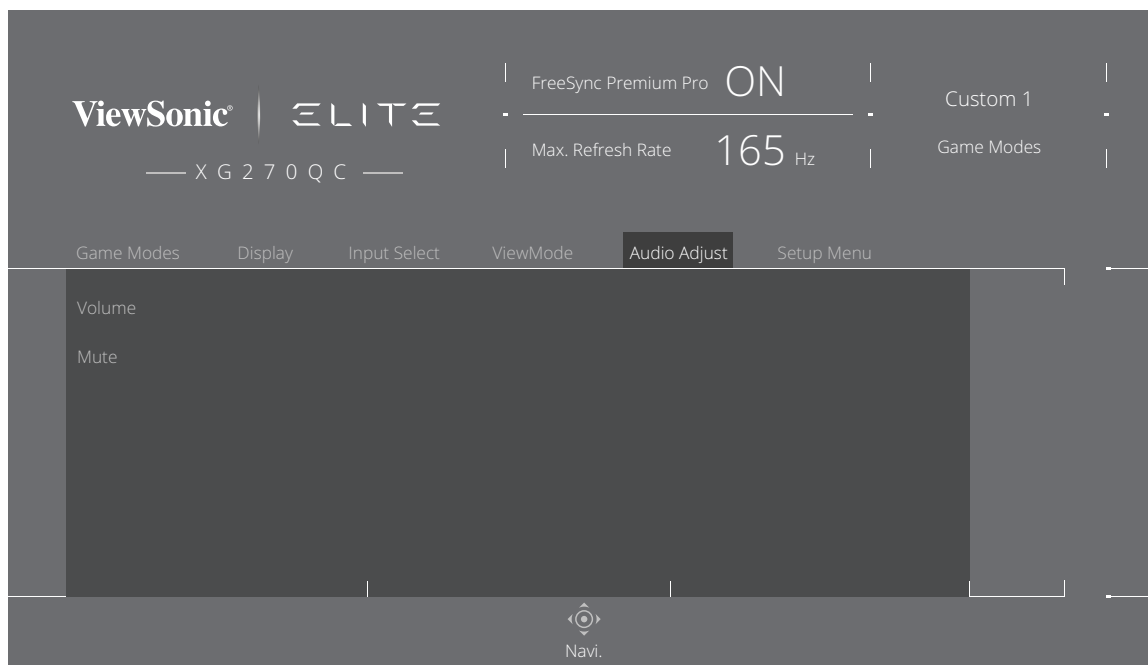 ViewSonic® | ELITE
XG270QC
FreeSync Premium Pro ON
Max. Refresh Rate 165 Hz
Custom 1
Game Modes
Game Modes Display Input Select ViewMode Audio Adjust Setup Menu
Volume
Mute
Navi.